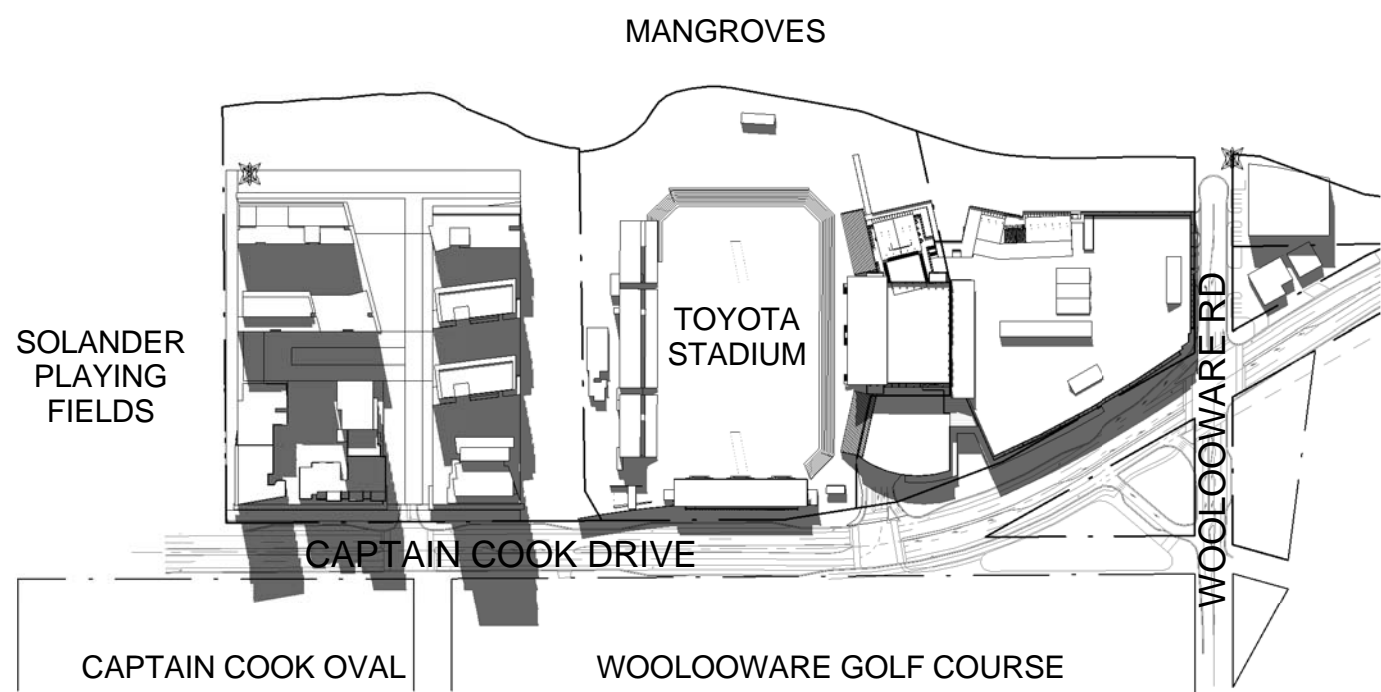 MANGROVES
SOLANDER
PLAYING
FIELDS
TOYOTA
STADIUM
WOOLOOWARE RD
CAPTAIN COOK DRIVE
CAPTAIN COOK OVAL
WOOLOOWARE GOLF COURSE